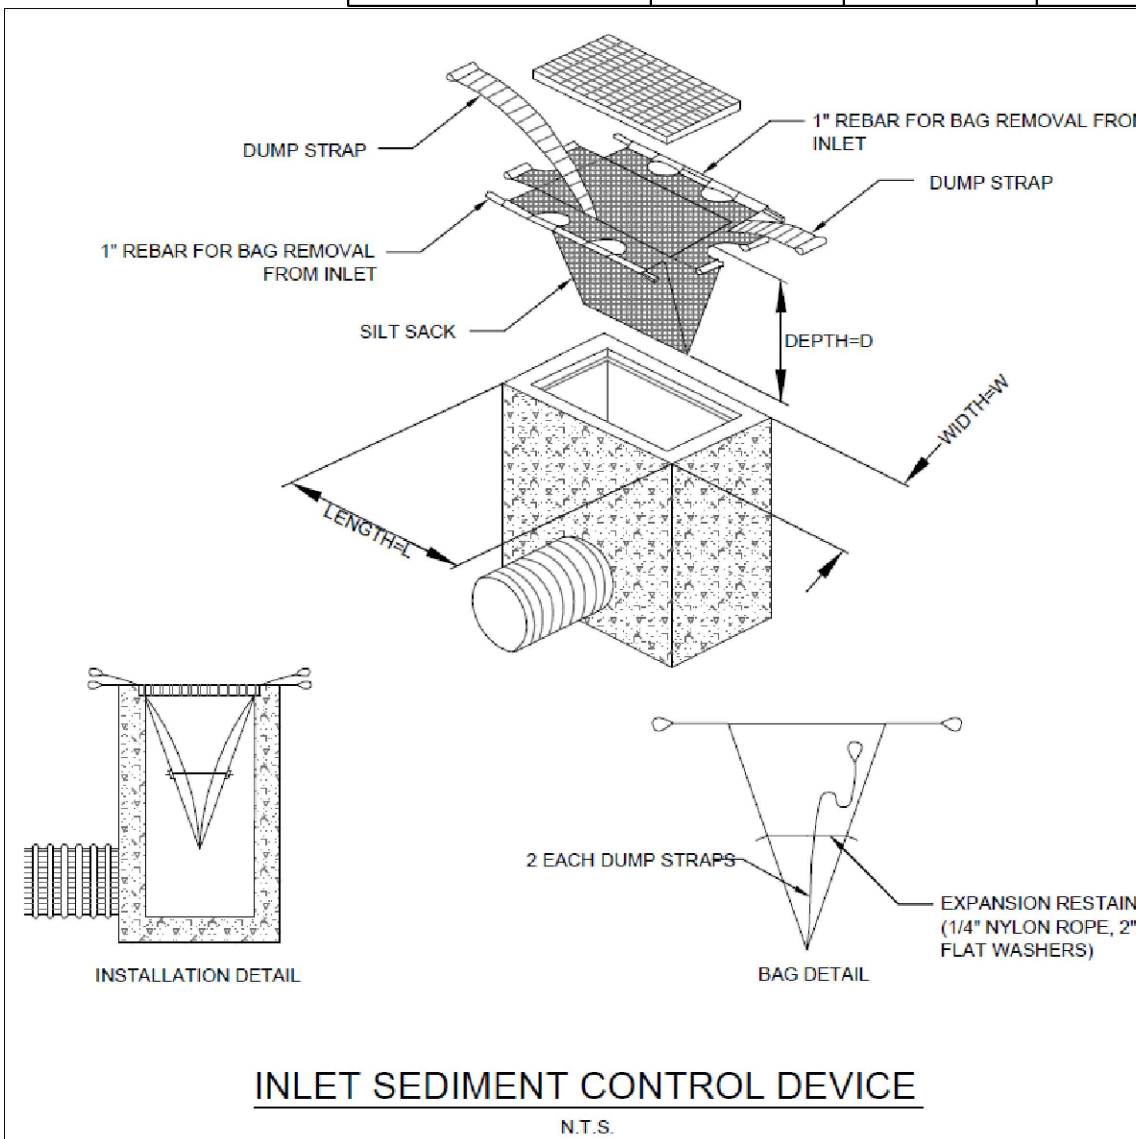 1" REBAR FOR BAG REMOVAL
INLET
DUMP STRAP
DUMP STRAP
1" REBAR FOR BAG REMOVAL
FROM INLET
SILT SACK
DEPTH=D
WIDTH=W
LENGTH=L
2 EACH DUMP STRAPS
EXPANSION
(1/4" NYLON ROPE, 2"
FLAT WASHERS)
INSTALLATION DETAIL
BAG DETAIL
INLET SEDIMENT CONTROL DEVICE
N.T.S.